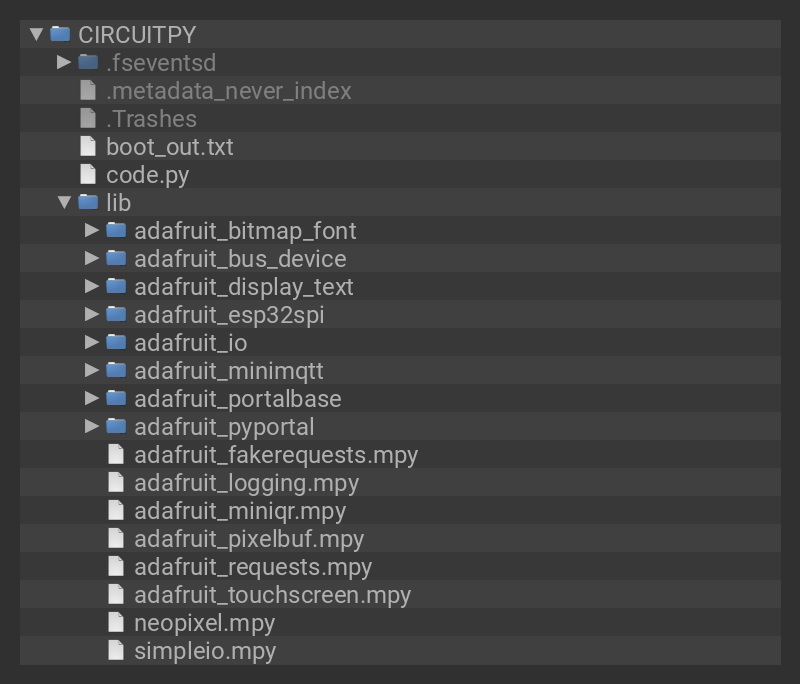 CIRCUITPY
.fseventsd
.metadata_never_index
.Trashes
boot_out.txt
code.py
lib
adafruit_bitmap_font
adafruit_bus_device
adafruit_display_text
adafruit_esp32spi
adafruit_io
adafruit_minimqtt
adafruit_portalbase
adafruit_pyportal
adafruit_fakerequests.mpy
adafruit_logging.mpy
adafruit_miniqr.mpy
adafruit_pixelbuf.mpy
adafruit_requests.mpy
adafruit_touchscreen.mpy
neopixel.mpy
simpleio.mpy